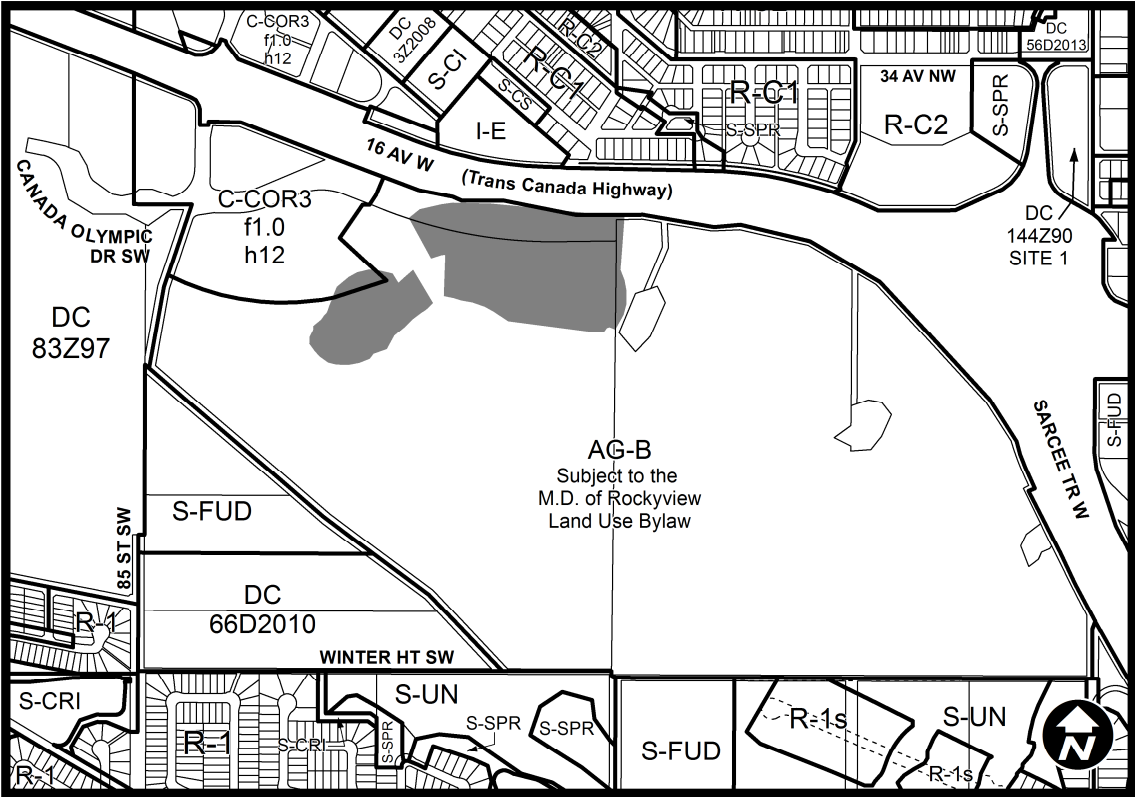 C-COR3
f1.0
h12
DC
3Z2008
S-CI
R-C2
R-C1
S-CS
I-E
R-C1
S-SPR
34 AV NW
R-C2
S-SPR
DC
56D2013
16 AV W
(Trans Canada Highway)
CANADA OLYMPIC
DR SW
C-COR3
f1.0
h12
DC
144Z90
SITE 1
DC
83Z97
AG-B
Subject to the
M.D. of Rockyview
Land Use Bylaw
SARCEE TR W
S-FUD
S-FUD
85 ST SW
DC
66D2010
R-1
WINTER HT SW
S-CRI
R-1
R-1
S-CRI
S-UN
S-SPR
S-SPR
S-SPR
S-FUD
R-1s
S-UN
R-1s
N